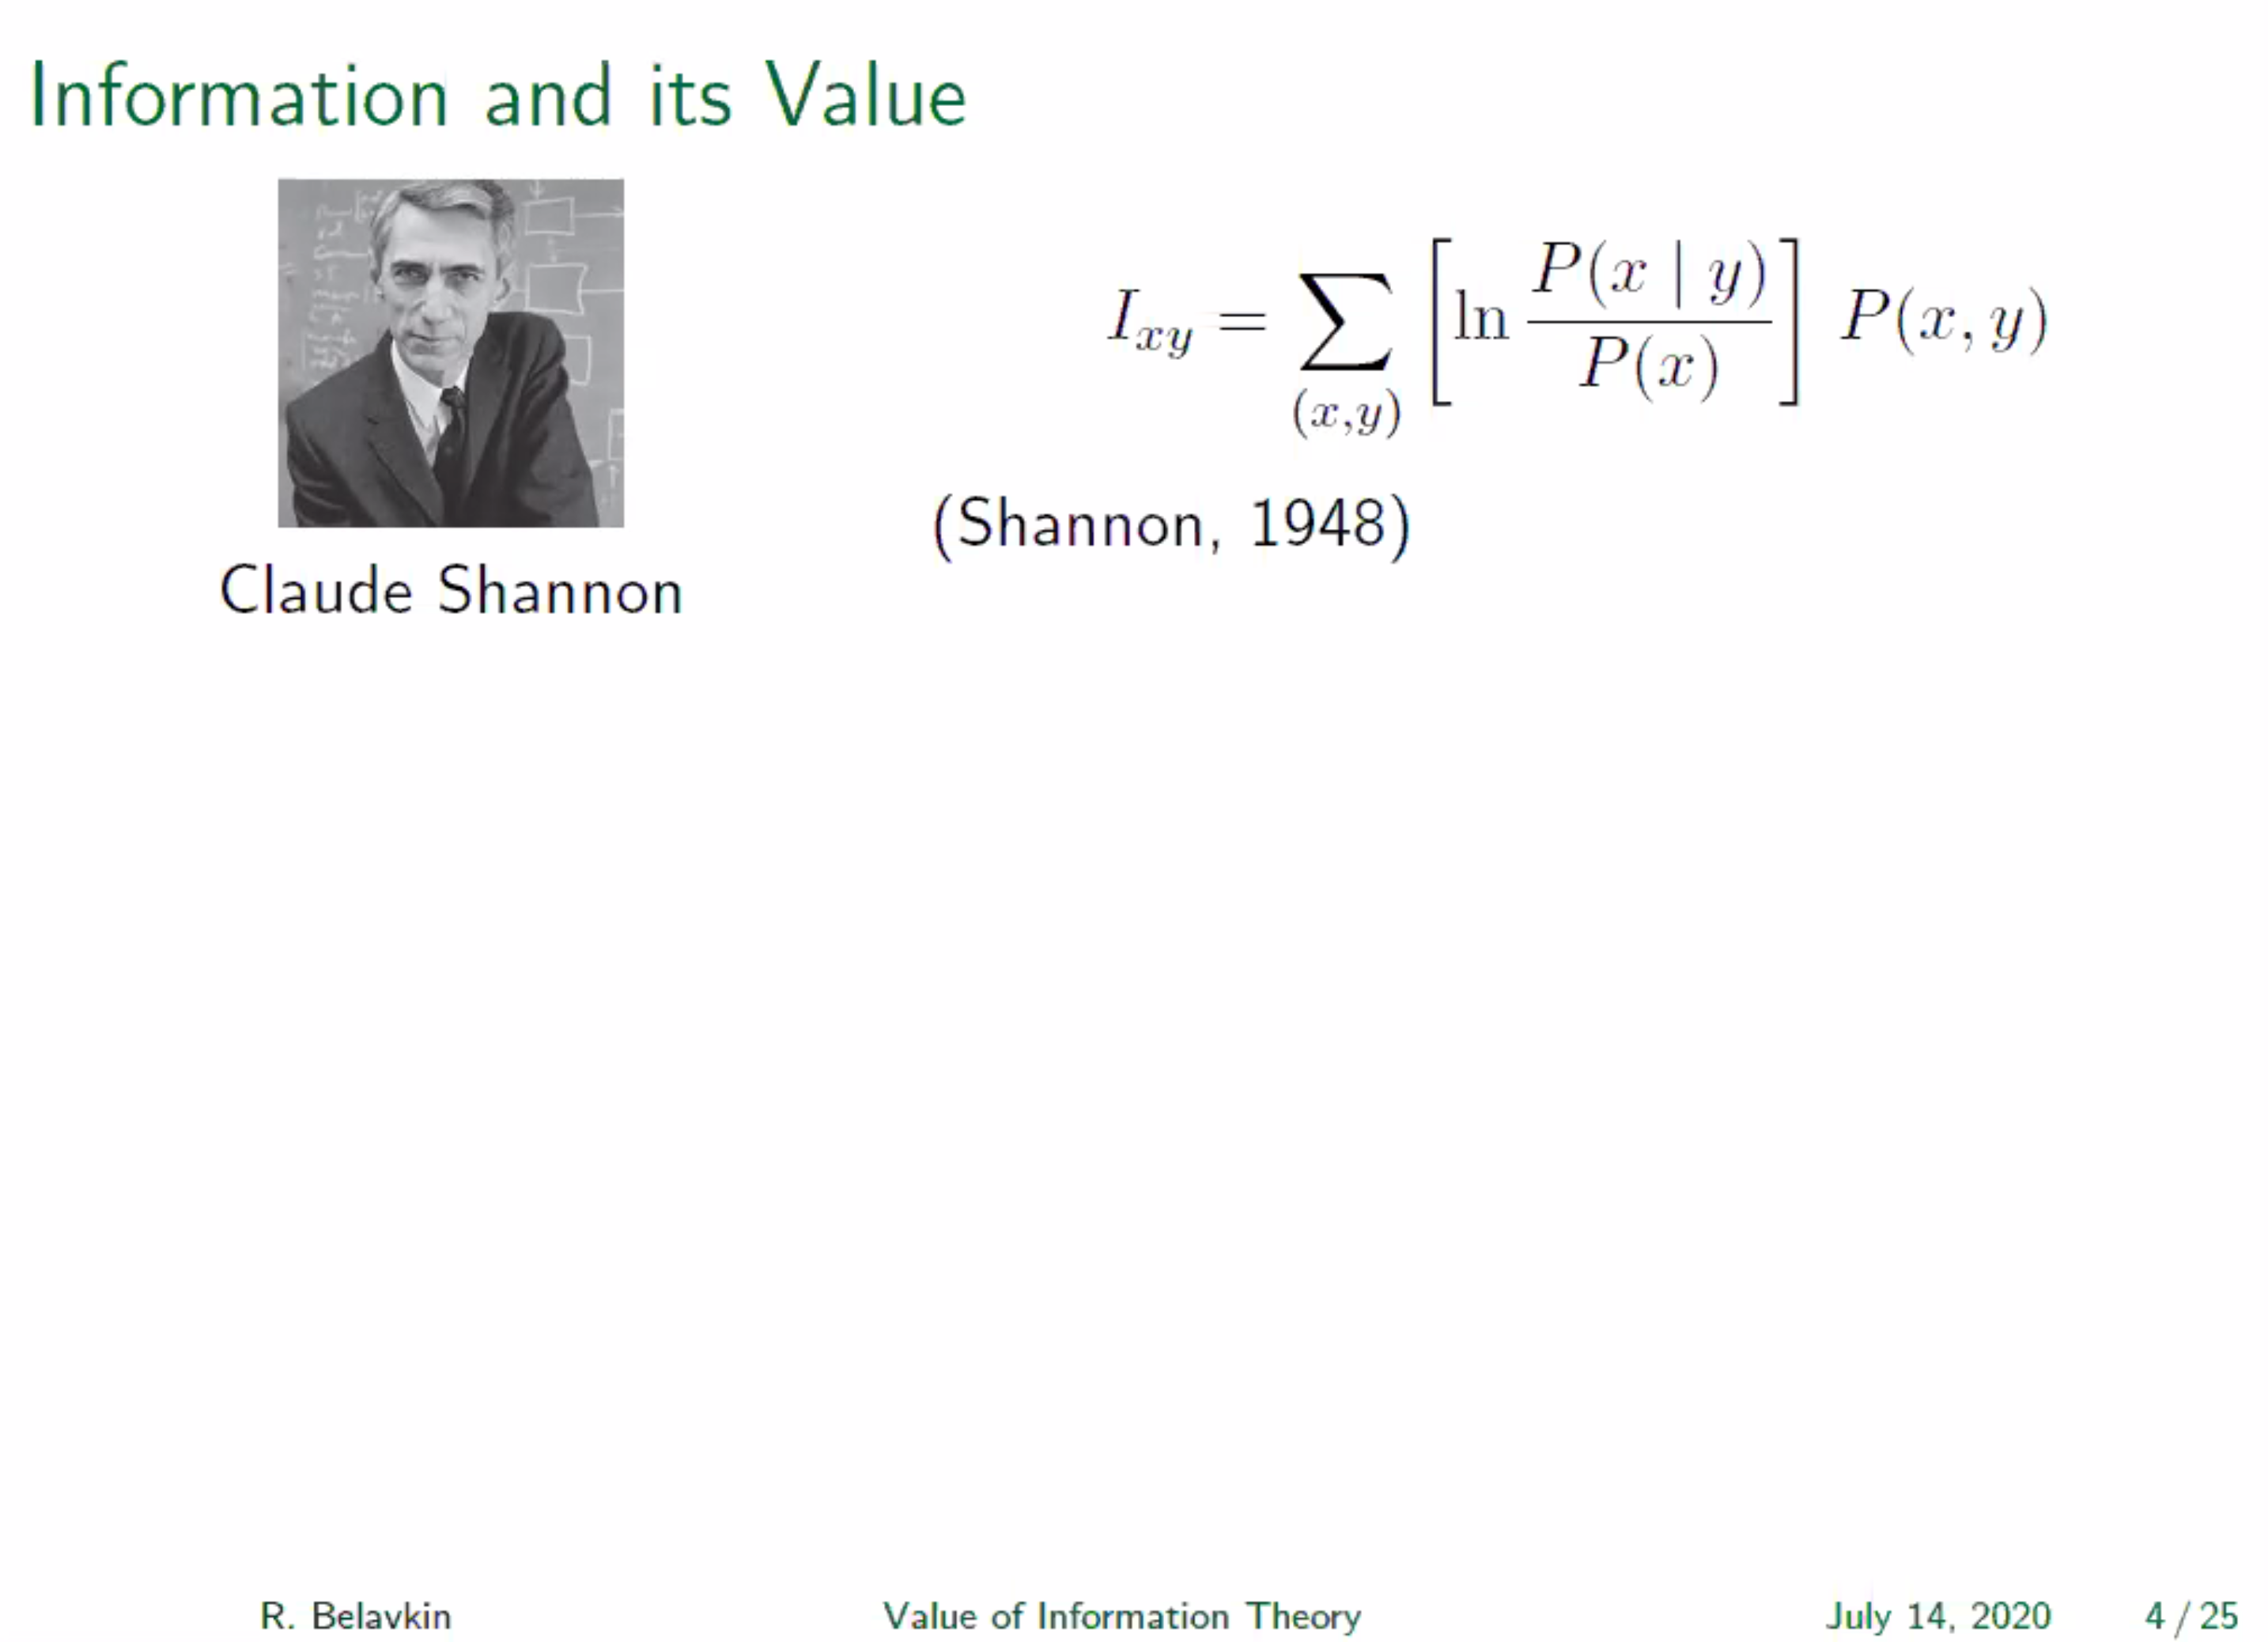 Information and its Value
I_{xy} = \sum_{(x,y)} \left[ \ln \frac{P(x \mid y)}{P(x)} \right] P(x, y)
(Shannon, 1948)
Claude Shannon
R. Belavkin
Value of Information Theory
July 14, 2020
4 / 25